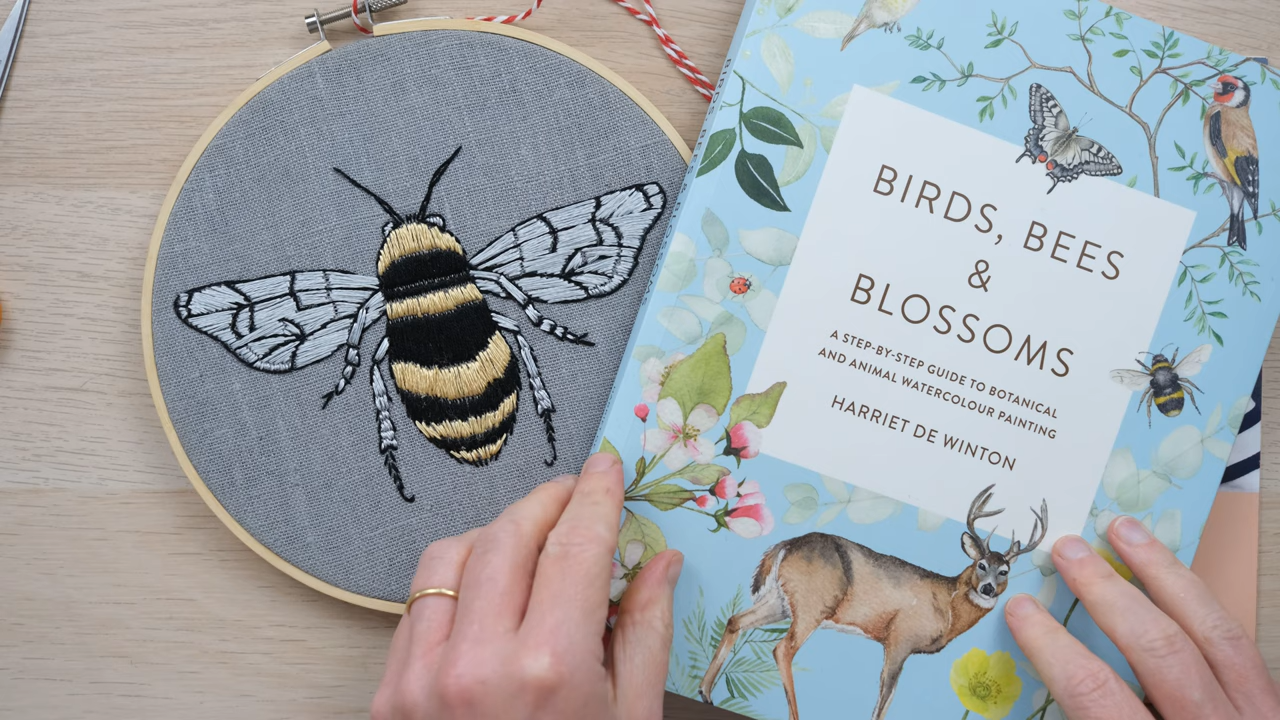 BIRDS, BEES
&
BLOSSOMS
A STEP-BY-STEP GUIDE TO BOTANICAL
AND ANIMAL WATERCOLOUR PAINTING
HARRIET DE WINTON